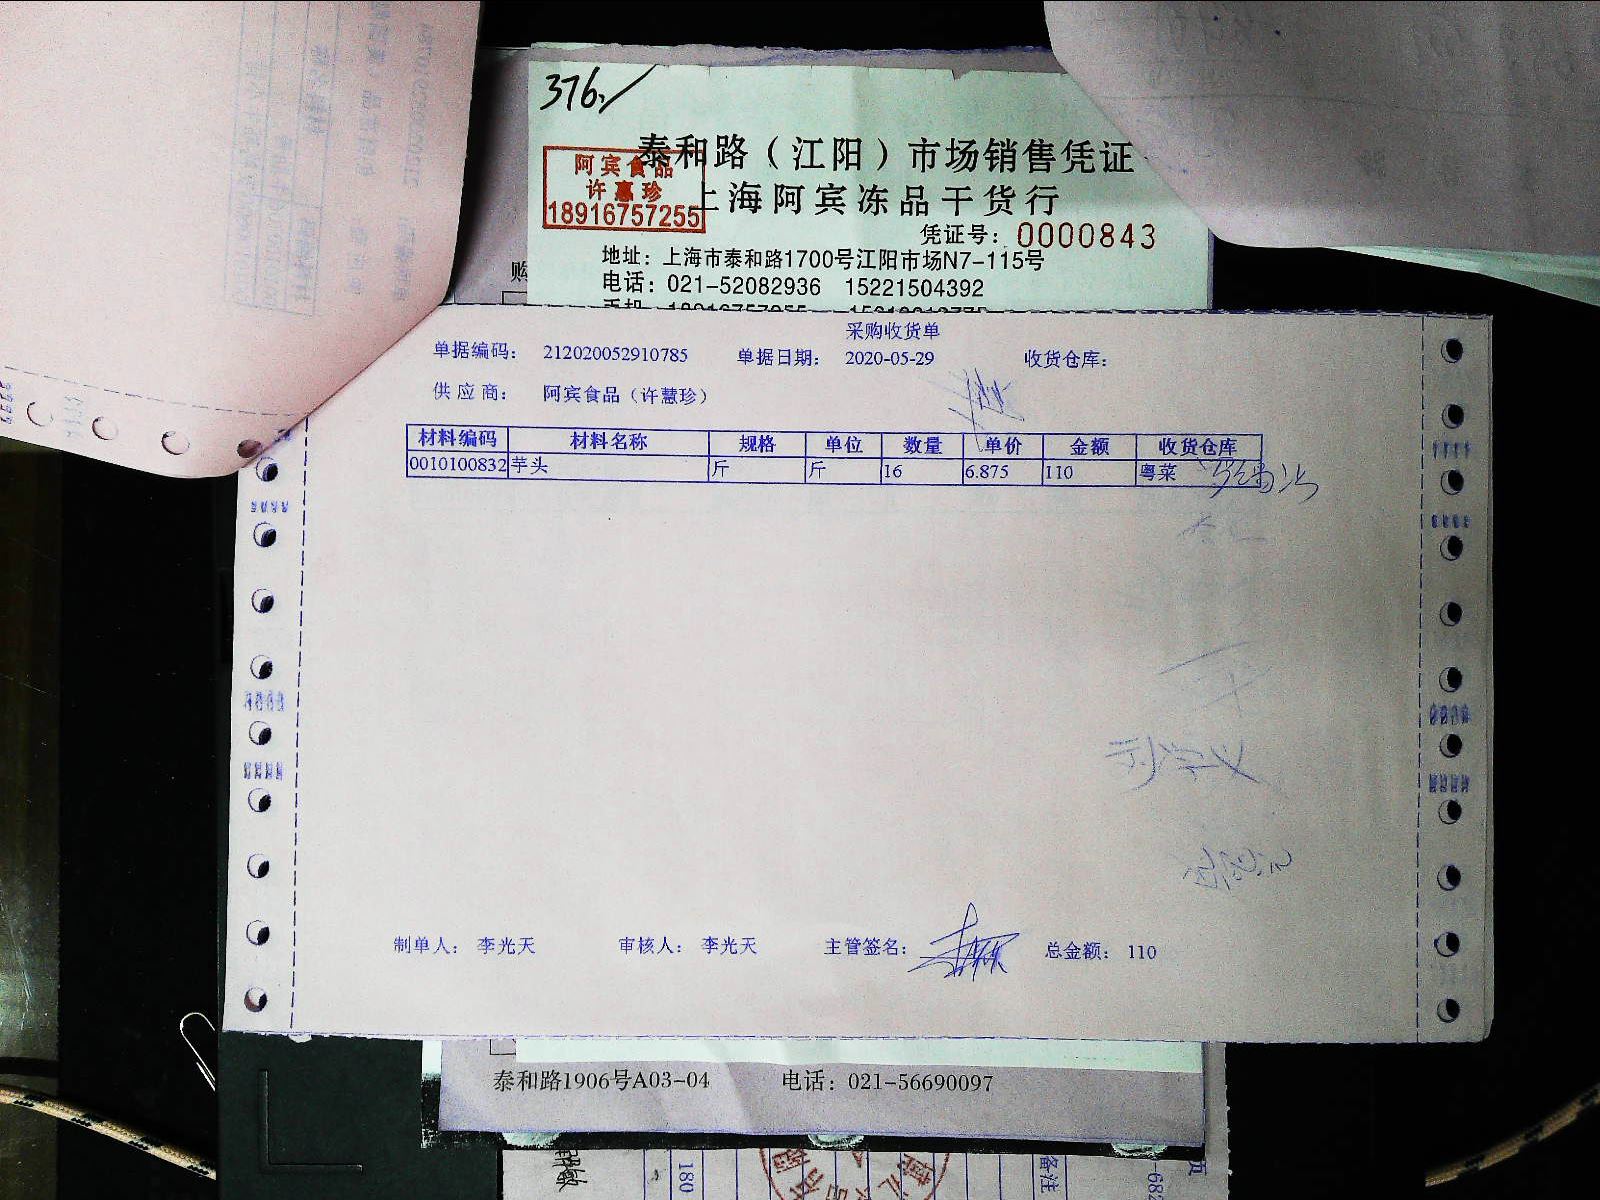 376
泰和路（江阳）市场销售凭证
上海阿宾冻品干货行
阿宾食品
许慧珍
18916757255
凭证号：0000843
地址：上海市泰和路1700号江阳市场N7-115号
电话：021-52082936 15221504392
购
采购收货单
单据编码： 212020052910785 单据日期： 2020-05-29 收货仓库：
供应商： 阿宾食品（许慧珍）
材料编码 材料名称 规格 单位 数量 单价 金额 收货仓库
0010100832 芋头 斤 斤 16 6.875 110 粤菜
制单人： 李光天 审核人： 李光天 主管签名： 总金额： 110
泰和路1906号A03-04 电话：021-56690097
180
备注
页